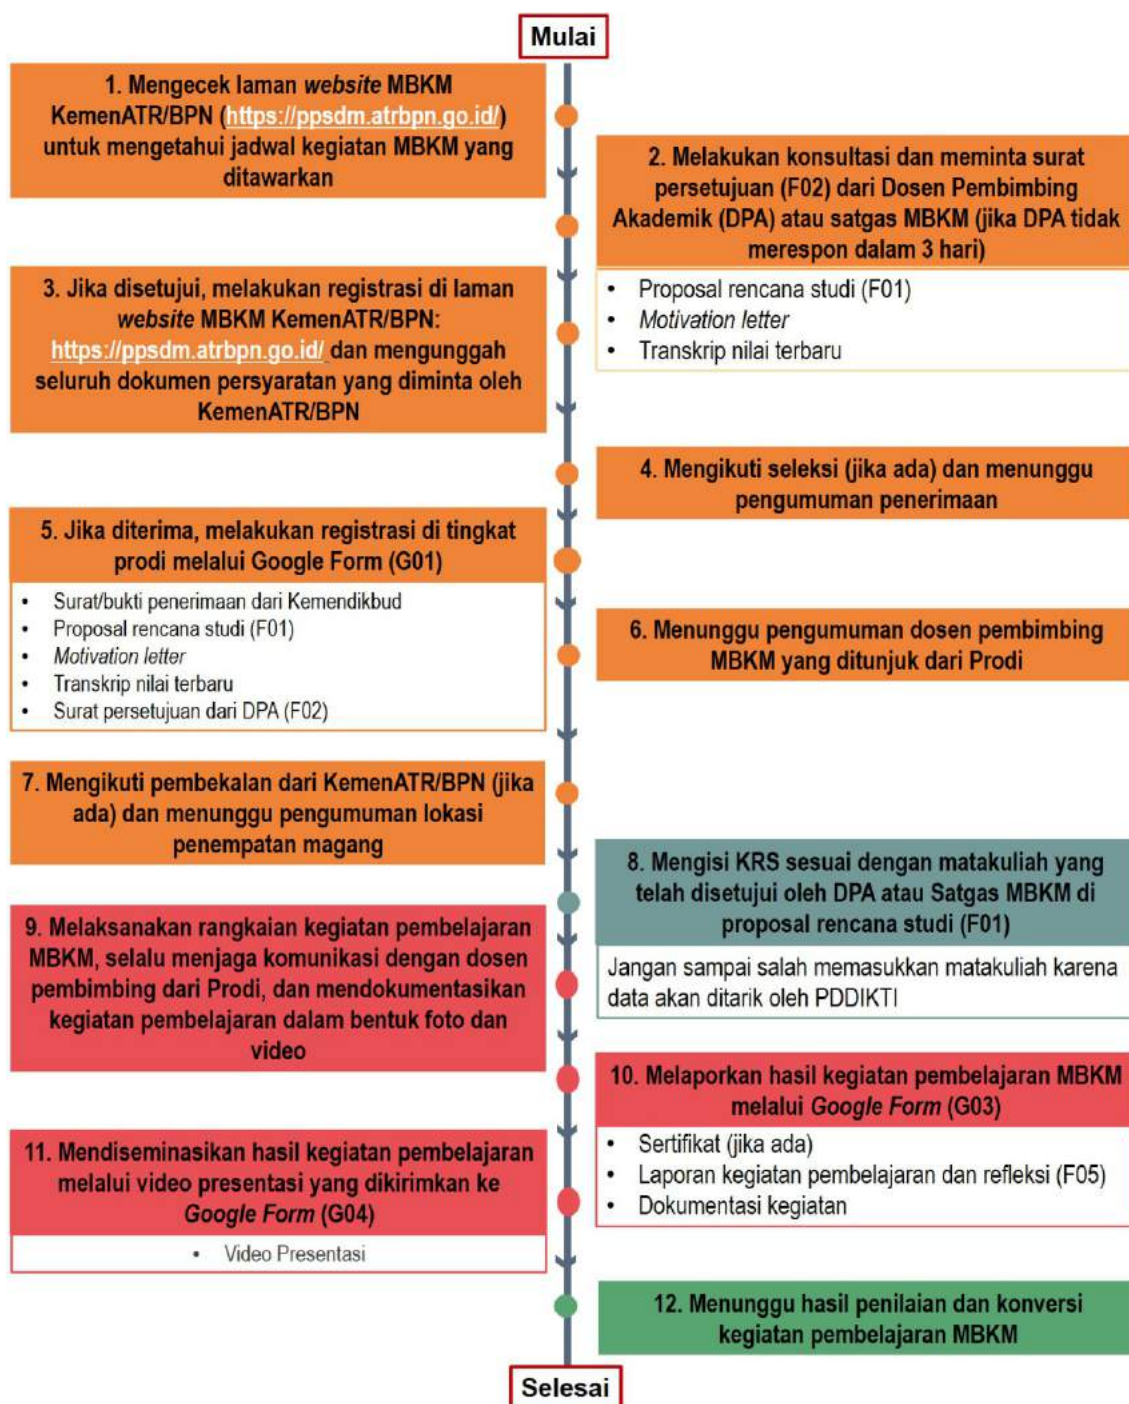 Mulai
1. Mengecek laman website MBKM
KemenATR/BPN (https://ppsdm.atrbpn.go.id/)
untuk mengetahui jadwal kegiatan MBKM yang
ditawarkan
2. Melakukan konsultasi dan meminta surat
persetujuan (F02) dari Dosen Pembimbing
Akademik (DPA) atau satgas MBKM (jika DPA tidak
merespon dalam 3 hari)
• Proposal rencana studi (F01)
• Motivation letter
• Transkrip nilai terbaru
3. Jika disetujui, melakukan registrasi di laman
website MBKM KemenATR/BPN:
https://ppsdm.atrbpn.go.id/ dan mengunggah
seluruh dokumen persyaratan yang diminta oleh
KemenATR/BPN
4. Mengikuti seleksi (jika ada) dan menunggu
pengumuman penerimaan
5. Jika diterima, melakukan registrasi di tingkat
prodi melalui Google Form (G01)
• Surat/bukti penerimaan dari Kemendikbud
• Proposal rencana studi (F01)
• Motivation letter
• Transkrip nilai terbaru
• Surat persetujuan dari DPA (F02)
6. Menunggu pengumuman dosen pembimbing
MBKM yang ditunjuk dari Prodi
7. Mengikuti pembekalan dari KemenATR/BPN (jika
ada) dan menunggu pengumuman lokasi
penempatan magang
8. Mengisi KRS sesuai dengan matakuliah yang
telah disetujui oleh DPA atau Satgas MBKM di
proposal rencana studi (F01)
Jangan sampai salah memasukkan matakuliah karena
data akan ditarik oleh PDDIKTI
9. Melaksanakan rangkaian kegiatan pembelajaran
MBKM, selalu menjaga komunikasi dengan dosen
pembimbing dari Prodi, dan mendokumentasikan
kegiatan pembelajaran dalam bentuk foto dan
video
10. Melaporkan hasil kegiatan pembelajaran MBKM
melalui Google Form (G03)
• Sertifikat (jika ada)
• Laporan kegiatan pembelajaran dan refleksi (F05)
• Dokumentasi kegiatan
11. Mendiseminasikan hasil kegiatan pembelajaran
melalui video presentasi yang dikirimkan ke
Google Form (G04)
• Video Presentasi
12. Menunggu hasil penilaian dan konversi
kegiatan pembelajaran MBKM
Selesai